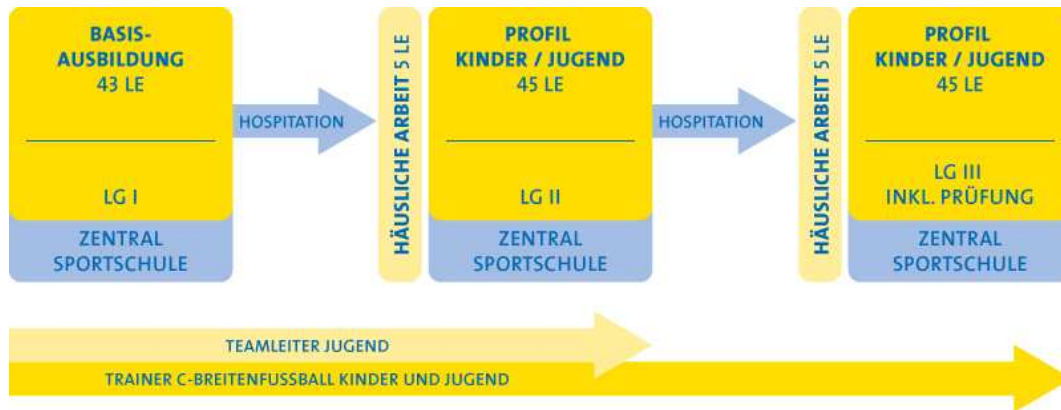 BASIS-
AUSBILDUNG
43 LE
LG I
ZENTRAL
SPORTSCHULE
HOSPITATION
HÄUSLICHE ARBEIT 5 LE
PROFIL
KINDER / JUGEND
45 LE
LG II
ZENTRAL
SPORTSCHULE
HOSPITATION
HÄUSLICHE ARBEIT 5 LE
PROFIL
KINDER / JUGEND
45 LE
LG III
INKL. PRÜFUNG
ZENTRAL
SPORTSCHULE
TEAMLEITER JUGEND
TRAINER C-BREITENFUSSBALL KINDER UND JUGEND